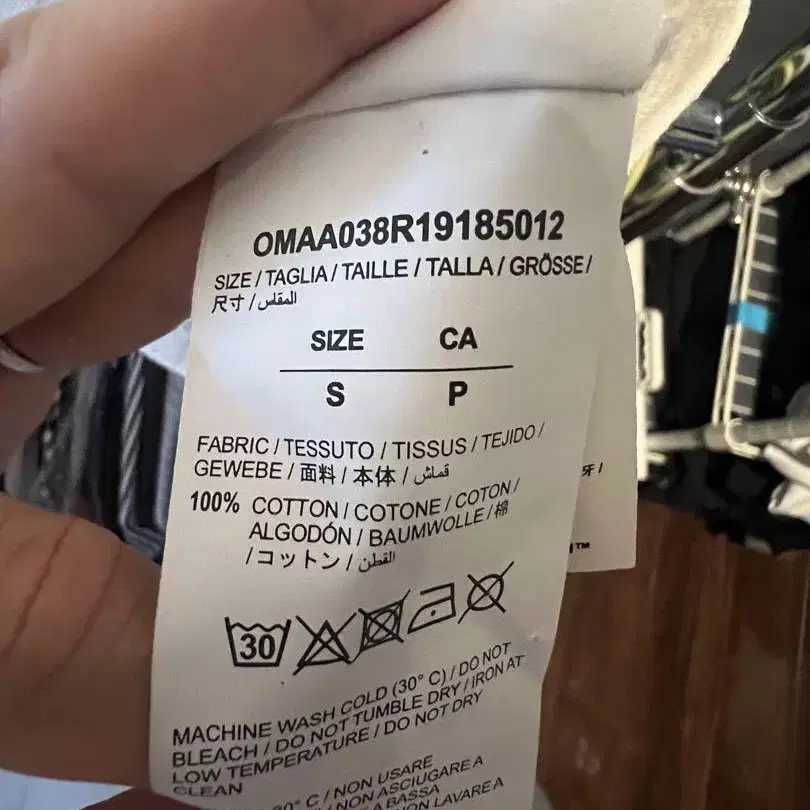 OMAA038R19185012
SIZE / TAGLIA / TAILLE / TALLA / GRÖSSE /
尺寸 / المقاس
SIZE CA
S P
FABRIC / TESSUTO / TISSUS / TEJIDO /
GEWEBE / 面料 / 本体 / قماش
100% COTTON / COTONE / COTON /
ALGODÓN / BAUMWOLLE / 棉
/ コットン / القطن
30
MACHINE WASH COLD (30° C) / DO NOT
BLEACH / DO NOT TUMBLE DRY / IRON AT
LOW TEMPERATURE / DO NOT DRY
CLEAN
30° C / NON USARE
/ NON ASCIUGARE A
A BASSA
NON LAVARE A
牙 /
™